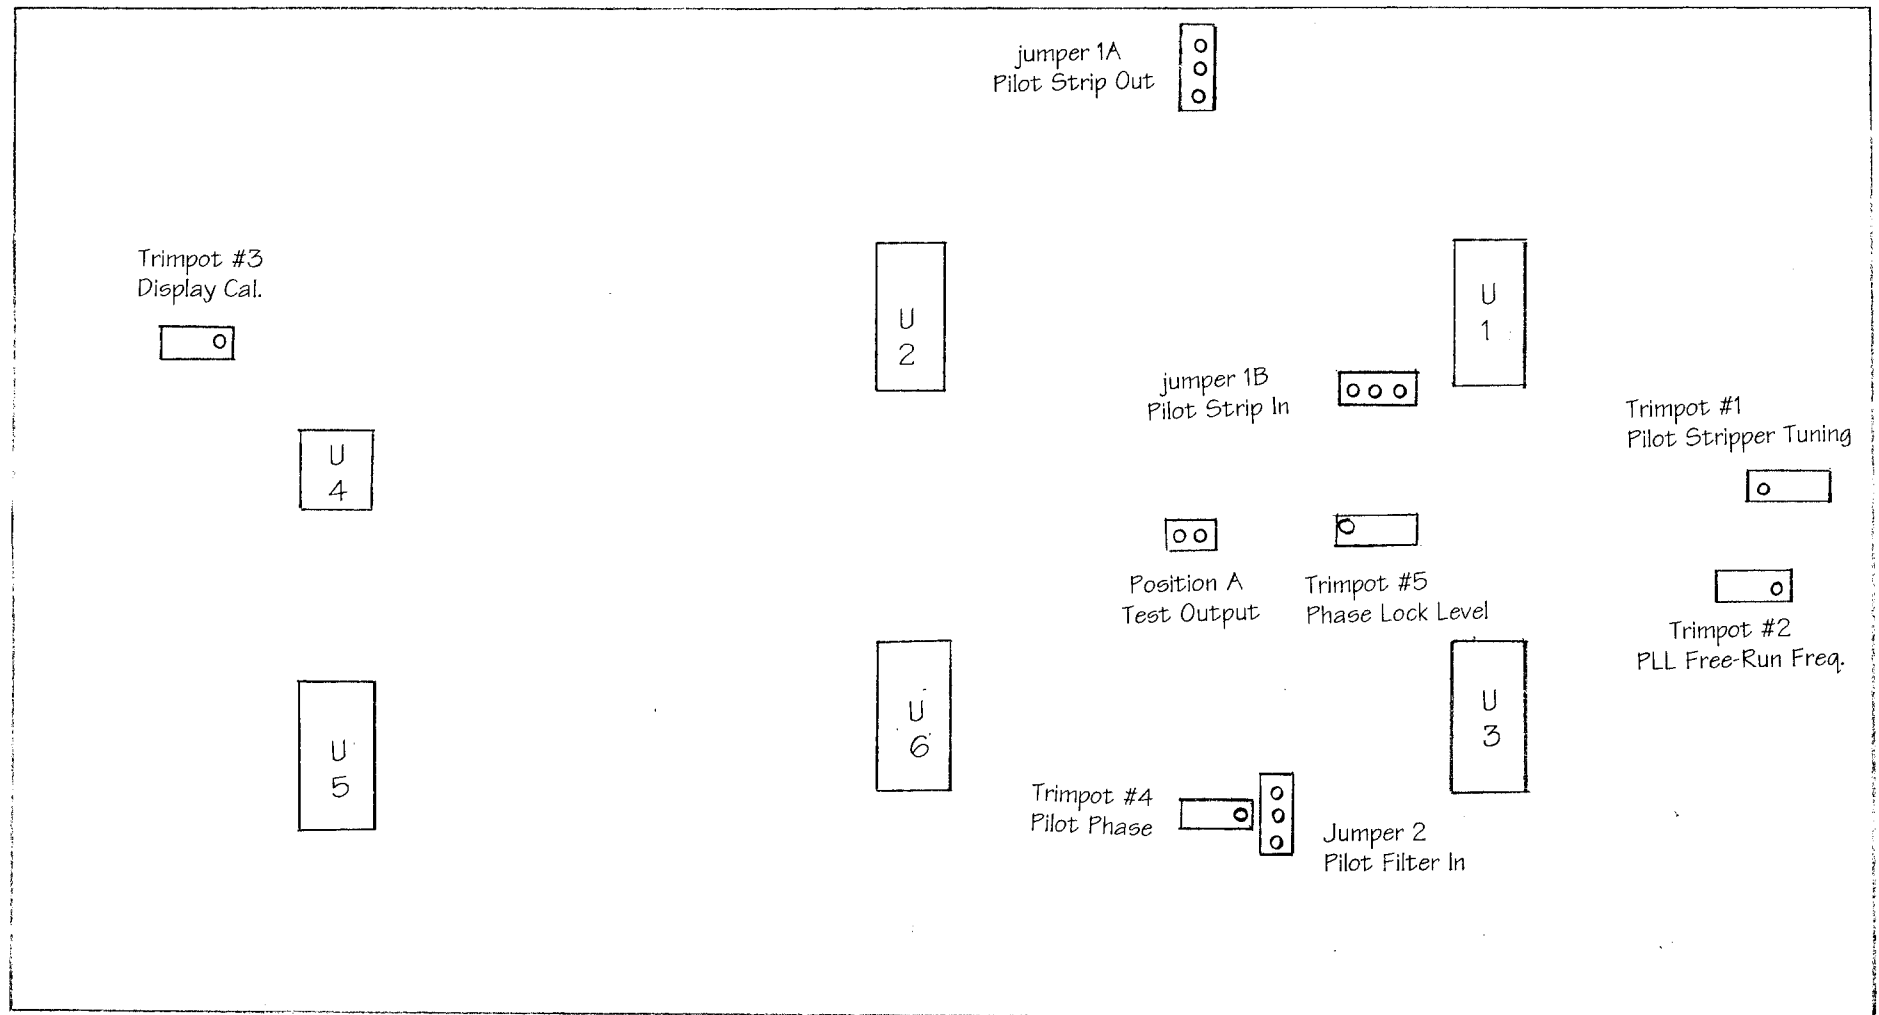 jumper 1A
Pilot Strip Out
Trimpot #3
Display Cal.
U
2
U
1
jumper 1B
Pilot Strip In
Trimpot #1
Pilot Stripper Tuning
U
4
Position A
Test Output
Trimpot #5
Phase Lock Level
Trimpot #2
PLL Free-Run Freq.
U
5
U
6
U
3
Trimpot #4
Pilot Phase
Jumper 2
Pilot Filter In